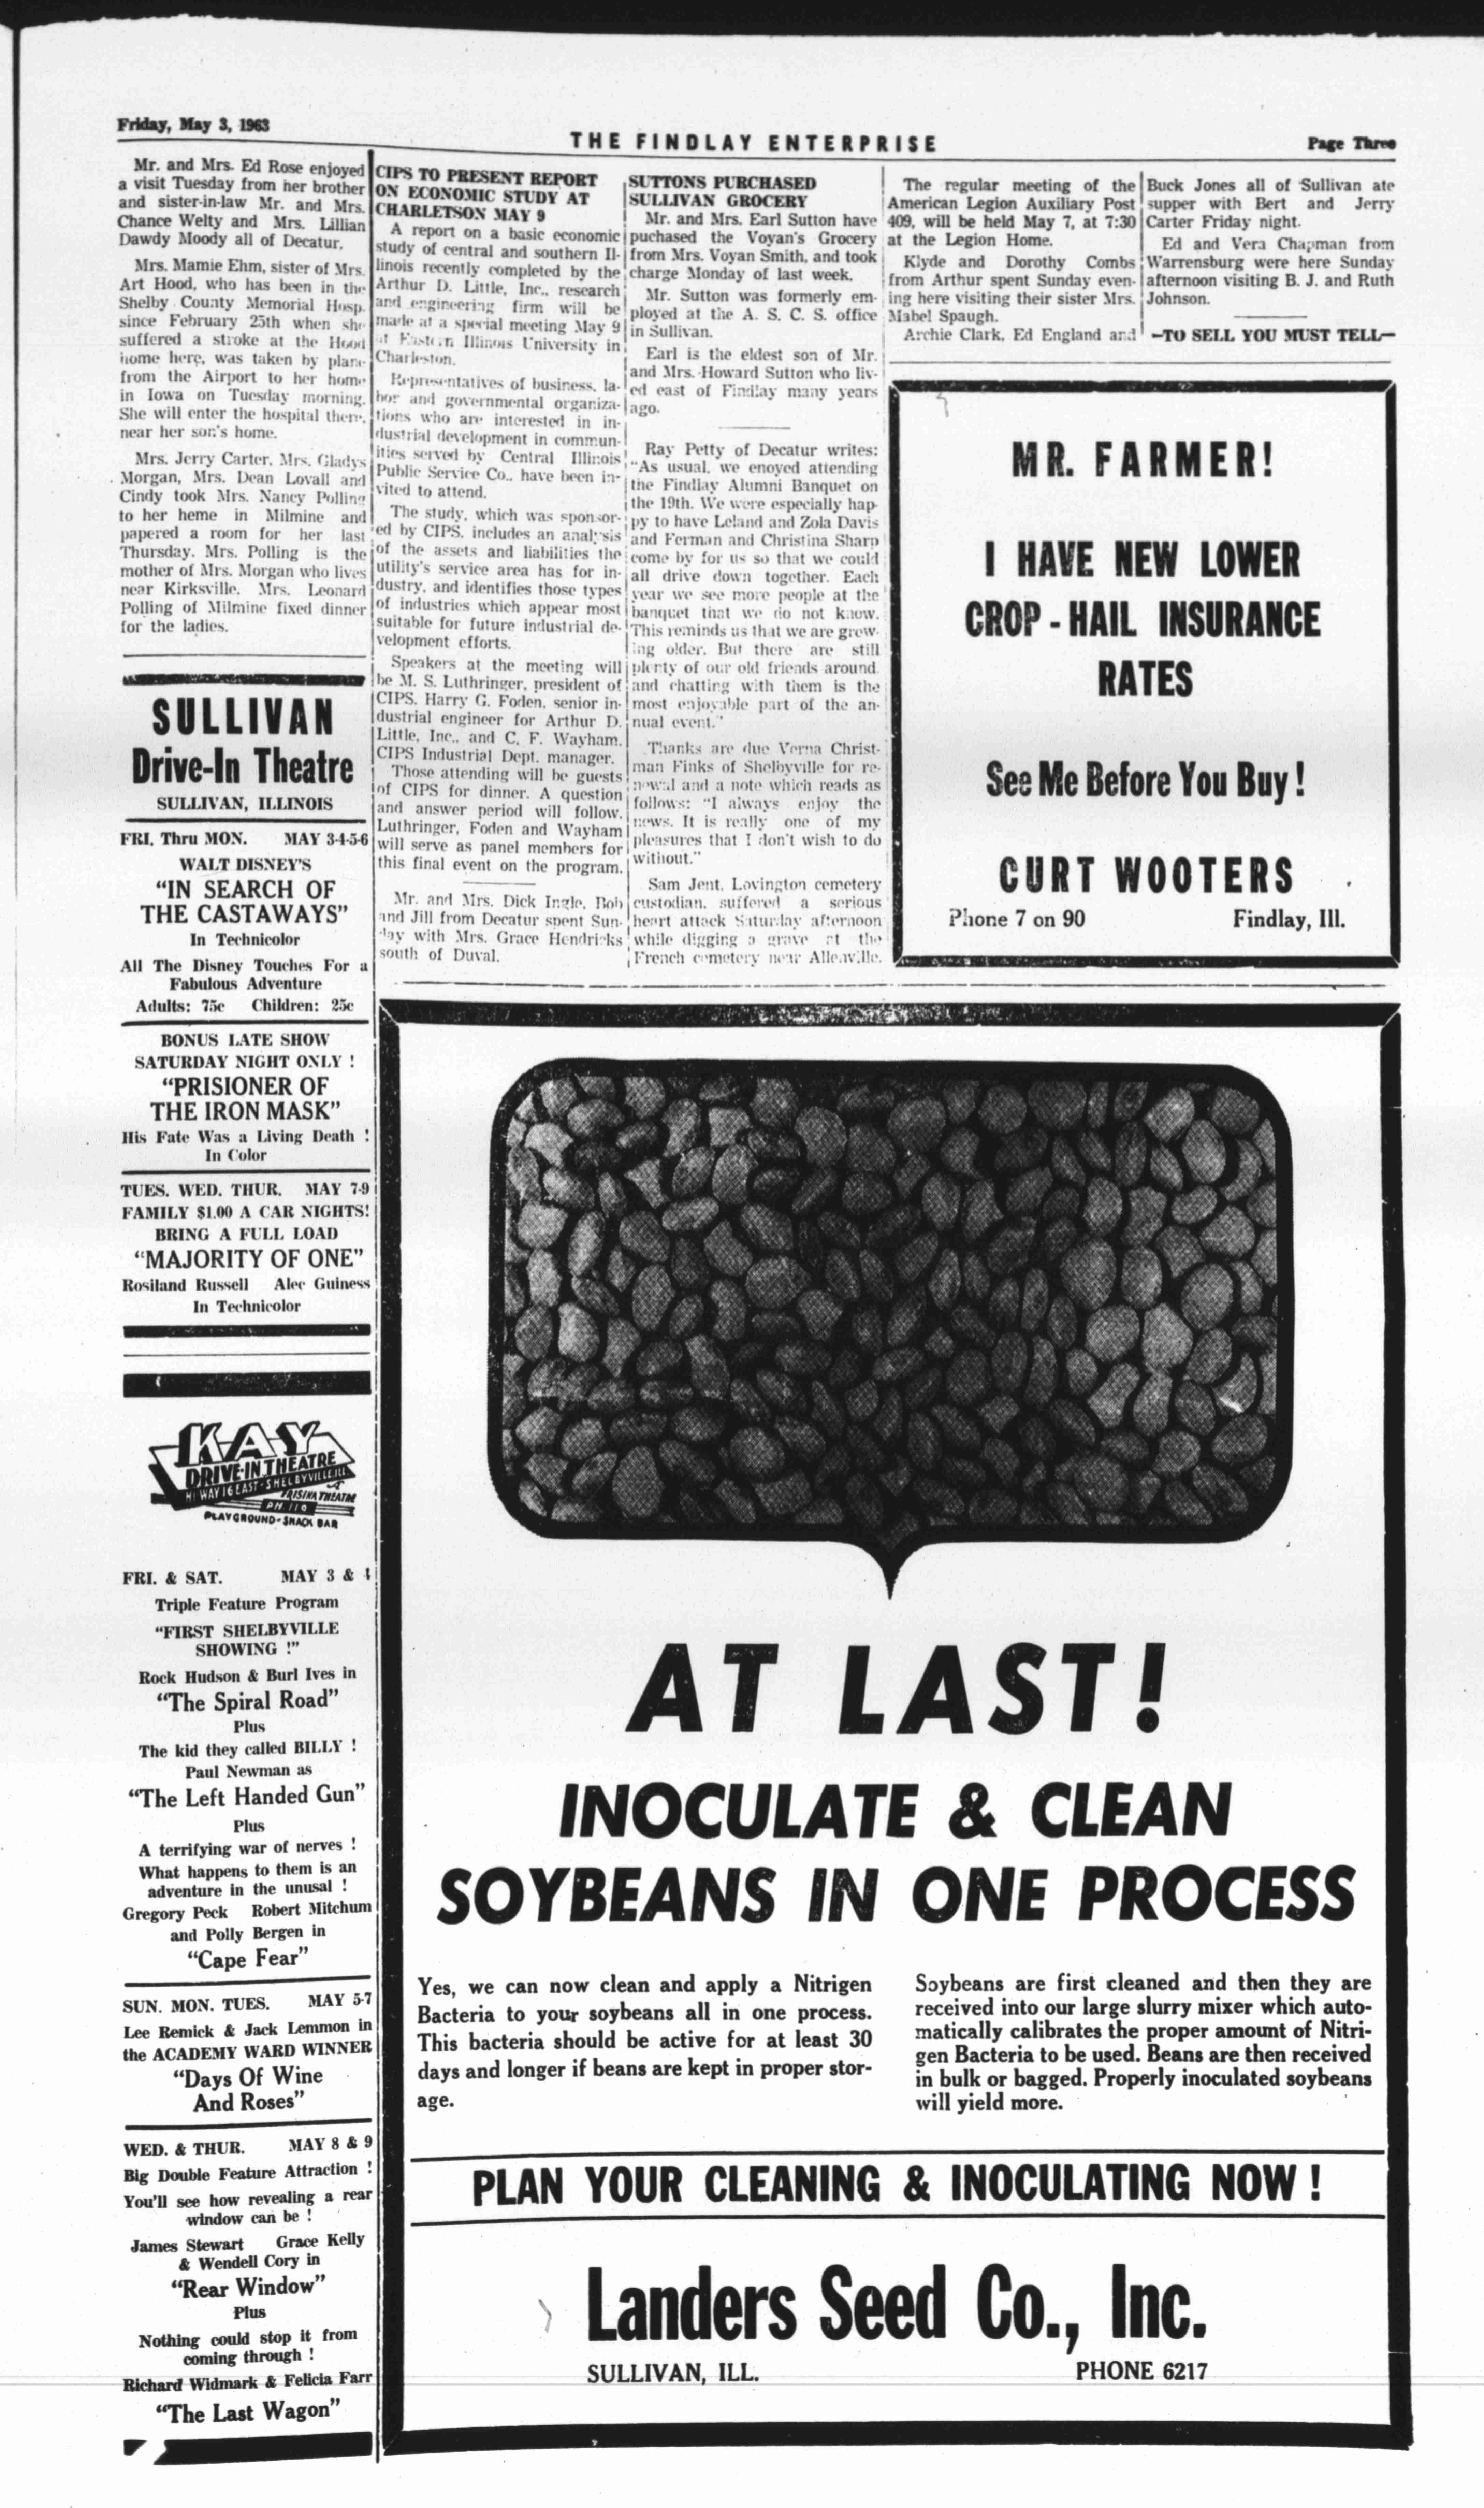 Friday, May 3, 1963
THE FINDLAY ENTERPRISE
Page Three
Mr. and Mrs. Ed Rose enjoyed
a visit Tuesday from her brother
and sister-in-law Mr. and Mrs.
Chance Welty and Mrs. Lillian
Dawdy Moody all of Decatur.
Mrs. Mamie Ehm, sister of Mrs.
Art Hood, who has been in the
Shelby County Memorial Hosp.
since February 25th when she
suffered a stroke at the Hood
home here, was taken by plane
from the Airport to her home
in Iowa on Tuesday morning.
She will enter the hospital there,
near her son's home.
Mrs. Jerry Carter, Mrs. Gladys
Morgan, Mrs. Dean Lovall and
Cindy took Mrs. Nancy Polling
to her heme in Milmine and
papered a room for her last
Thursday. Mrs. Polling is the
mother of Mrs. Morgan who lives
near Kirksville. Mrs. Leonard
Polling of Milmine fixed dinner
for the ladies.
SULLIVAN
Drive-In Theatre
SULLIVAN, ILLINOIS
FRI. Thru MON. MAY 3-4-5-6
WALT DISNEY'S
"IN SEARCH OF
THE CASTAWAYS"
In Technicolor
All The Disney Touches For a
Fabulous Adventure
Adults: 75c Children: 25c
BONUS LATE SHOW
SATURDAY NIGHT ONLY !
"PRISIONER OF
THE IRON MASK"
His Fate Was a Living Death !
In Color
TUES. WED. THUR. MAY 7-9
FAMILY $1.00 A CAR NIGHTS!
BRING A FULL LOAD
"MAJORITY OF ONE"
Rosiland Russell Alec Guiness
In Technicolor
KAY
DRIVE-IN THEATRE
HI WAY 16 EAST - SHELBYVILLE ILL.
PH. 110
PLAYGROUND - SNACK BAR
FRI. & SAT. MAY 3 & 4
Triple Feature Program
"FIRST SHELBYVILLE
SHOWING !"
Rock Hudson & Burl Ives in
"The Spiral Road"
Plus
The kid they called BILLY !
Paul Newman as
"The Left Handed Gun"
Plus
A terrifying war of nerves !
What happens to them is an
adventure in the unusual !
Gregory Peck Robert Mitchum
and Polly Bergen in
"Cape Fear"
SUN. MON. TUES. MAY 5-7
Lee Remick & Jack Lemmon in
the ACADEMY WARD WINNER
"Days Of Wine
And Roses"
WED. & THUR. MAY 8 & 9
Big Double Feature Attraction !
You'll see how revealing a rear
window can be !
James Stewart Grace Kelly
& Wendell Cory in
"Rear Window"
Plus
Nothing could stop it from
coming through !
Richard Widmark & Felicia Farr
"The Last Wagon"
CIPS TO PRESENT REPORT
ON ECONOMIC STUDY AT
CHARLETSON MAY 9
A report on a basic economic
study of central and southern Il-
linois recently completed by the
Arthur D. Little, Inc., research
and engineering firm will be
made at a special meeting May 9
at Eastern Illinois University in
Charleston.
Representatives of business, la-
bor and governmental organiza-
tions who are interested in in-
dustrial development in commun-
ities served by Central Illinois
Public Service Co., have been in-
vited to attend.
The study, which was sponsor-
ed by CIPS, includes an analysis
of the assets and liabilities the
utility's service area has for in-
dustry, and identifies those types
of industries which appear most
suitable for future industrial de-
velopment efforts.
Speakers at the meeting will
be M. S. Luthringer, president of
CIPS, Harry G. Foden, senior in-
dustrial engineer for Arthur D.
Little, Inc., and C. F. Wayham,
CIPS Industrial Dept. manager.
Those attending will be guests
of CIPS for dinner. A question
and answer period will follow.
Luthringer, Foden and Wayham
will serve as panel members for
this final event on the program.
Mr. and Mrs. Dick Ingle, Bob
and Jill from Decatur spent Sun-
day with Mrs. Grace Hendricks
south of Duval.
SUTTONS PURCHASED
SULLIVAN GROCERY
Mr. and Mrs. Earl Sutton have
puchased the Voyan's Grocery
from Mrs. Voyan Smith, and took
charge Monday of last week.
Mr. Sutton was formerly em-
ployed at the A. S. C. S. office
in Sullivan.
Earl is the eldest son of Mr.
and Mrs. Howard Sutton who liv-
ed east of Findlay many years
ago.
Ray Petty of Decatur writes:
"As usual, we enoyed attending
the Findlay Alumni Banquet on
the 19th. We were especially hap-
py to have Leland and Zola Davis
and Ferman and Christina Sharp
come by for us so that we could
all drive down together. Each
year we see more people at the
banquet that we do not know.
This reminds us that we are grow-
ing older. But there are still
plenty of our old friends around
and chatting with them is the
most enjoyable part of the an-
nual event."
Thanks are due Verna Christ-
man Finks of Shelbyville for re-
newal and a note which reads as
follows: "I always enjoy the
news. It is really one of my
pleasures that I don't wish to do
without."
Sam Jent, Lovington cemetery
custodian, suffered a serious
heart attack Saturday afternoon
while digging a grave at the
French cemetery near Allenville.
The regular meeting of the
American Legion Auxiliary Post
409, will be held May 7, at 7:30
at the Legion Home.
Klyde and Dorothy Combs
from Arthur spent Sunday even-
ing here visiting their sister Mrs.
Mabel Spaugh.
Archie Clark, Ed England and
Buck Jones all of Sullivan ate
supper with Bert and Jerry
Carter Friday night.
Ed and Vera Chapman from
Warrensburg were here Sunday
afternoon visiting B. J. and Ruth
Johnson.
—TO SELL YOU MUST TELL—
MR. FARMER!
I HAVE NEW LOWER
CROP - HAIL INSURANCE
RATES
See Me Before You Buy !
CURT WOOTERS
Phone 7 on 90 Findlay, Ill.
AT LAST!
INOCULATE & CLEAN
SOYBEANS IN ONE PROCESS
Yes, we can now clean and apply a Nitrigen
Bacteria to your soybeans all in one process.
This bacteria should be active for at least 30
days and longer if beans are kept in proper stor-
age.
Soybeans are first cleaned and then they are
received into our large slurry mixer which auto-
matically calibrates the proper amount of Nitri-
gen Bacteria to be used. Beans are then received
in bulk or bagged. Properly inoculated soybeans
will yield more.
PLAN YOUR CLEANING & INOCULATING NOW !
Landers Seed Co., Inc.
SULLIVAN, ILL. PHONE 6217